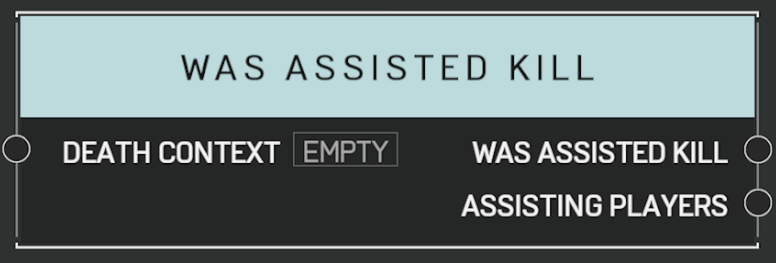 WAS ASSISTED KILL
DEATH CONTEXT EMPTY WAS ASSISTED KILL
ASSISTING PLAYERS